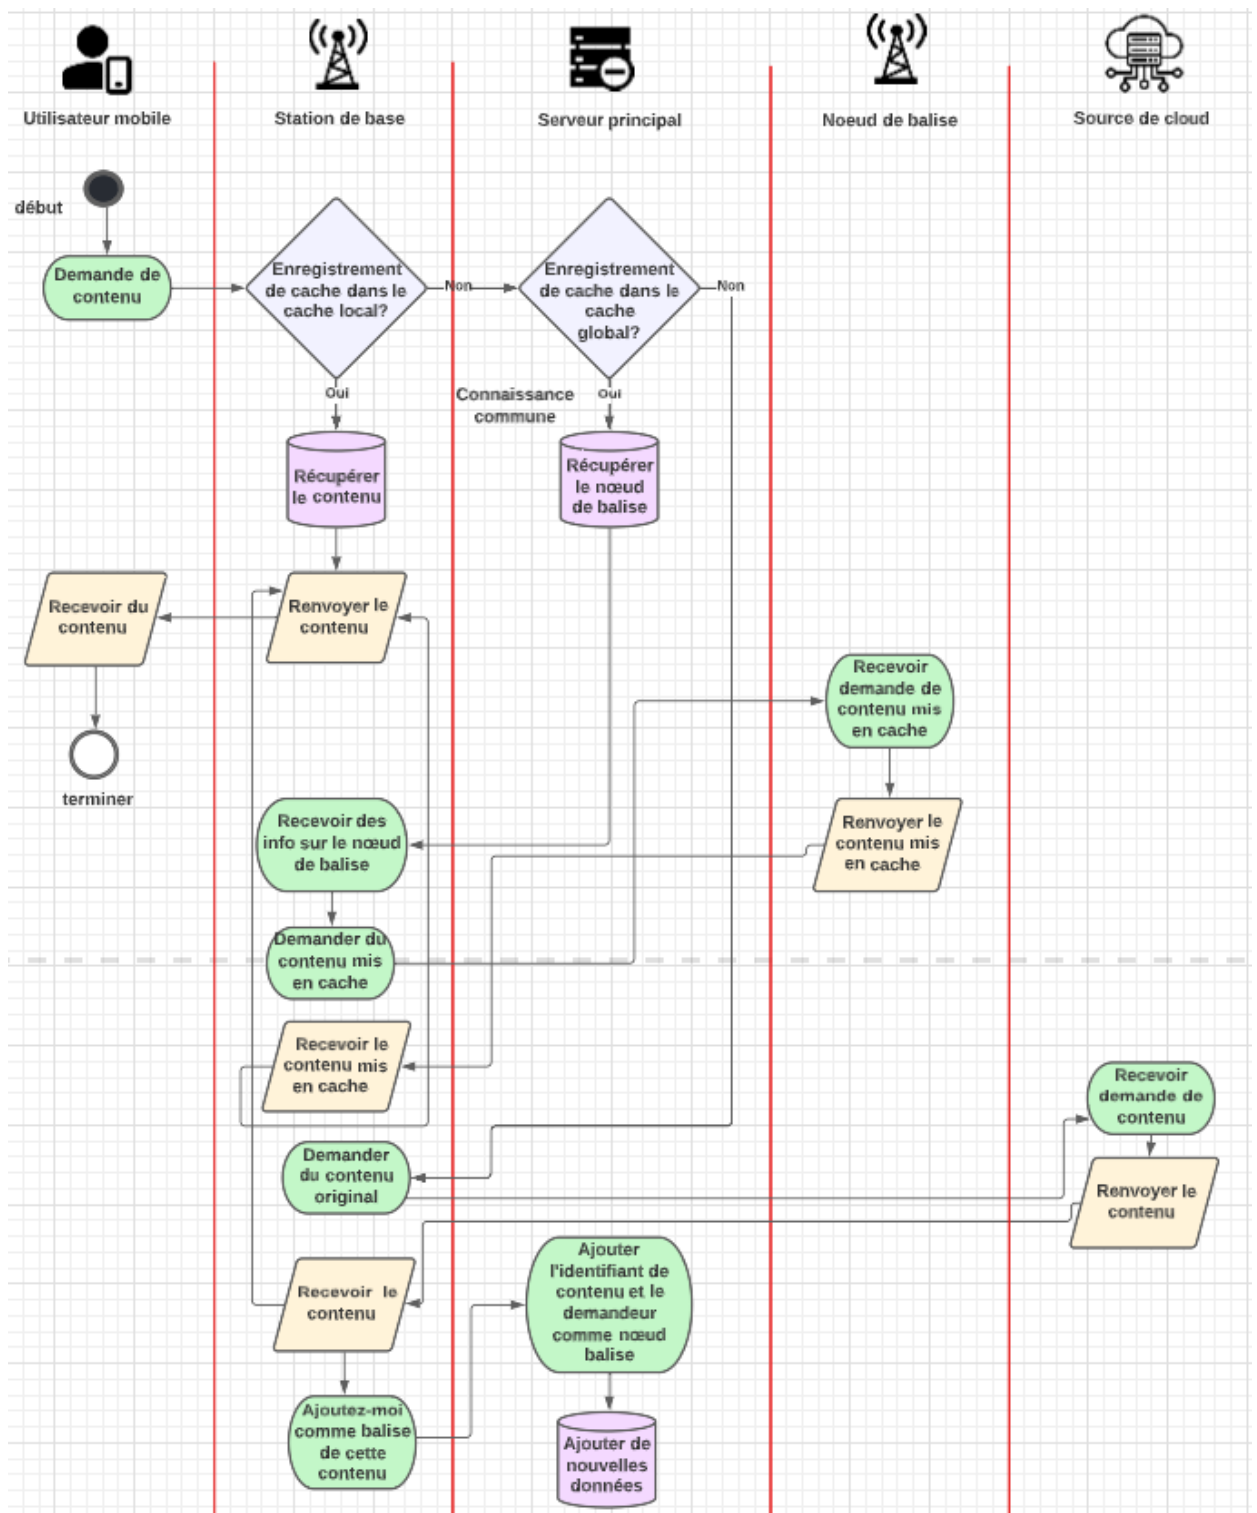 Utilisateur mobile
Station de base
Serveur principal
Noeud de balise
Source de cloud
début
Demande de
contenu
Enregistrement
de cache dans le
cache local?
Non
Enregistrement
de cache dans le
cache
global?
Non
Oui
Connaissance
commune
Oui
Récupérer
le contenu
Récupérer
le nœud
de balise
Recevoir du
contenu
Renvoyer le
contenu
Recevoir
demande de
contenu mis
en cache
terminer
Recevoir des
info sur le nœud
de balise
Renvoyer le
contenu mis
en cache
Demander du
contenu mis
en cache
Recevoir le
contenu mis
en cache
Recevoir
demande de
contenu
Demander
du contenu
original
Renvoyer le
contenu
Recevoir le
contenu
Ajouter
l'identifiant de
contenu et le
demandeur
comme nœud
balise
Ajoutez-moi
comme balise
de cette
contenu
Ajouter de
nouvelles
données